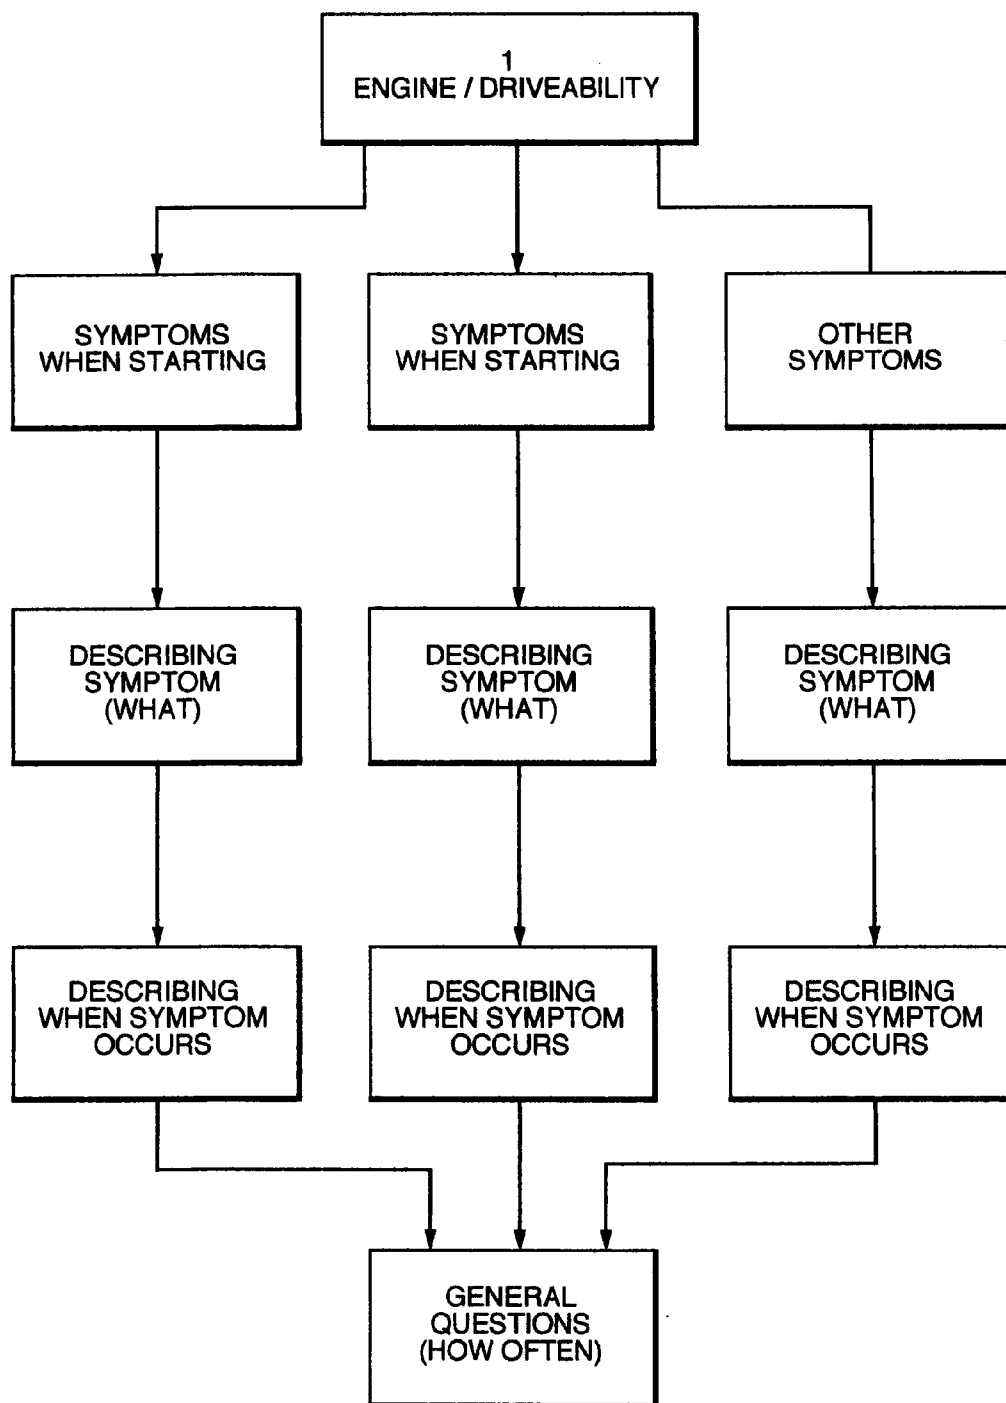 1
ENGINE / DRIVEABILITY
SYMPTOMS
WHEN STARTING
SYMPTOMS
WHEN STARTING
OTHER
SYMPTOMS
DESCRIBING
SYMPTOM
(WHAT)
DESCRIBING
SYMPTOM
(WHAT)
DESCRIBING
SYMPTOM
(WHAT)
DESCRIBING
WHEN SYMPTOM
OCCURS
DESCRIBING
WHEN SYMPTOM
OCCURS
DESCRIBING
WHEN SYMPTOM
OCCURS
GENERAL
QUESTIONS
(HOW OFTEN)